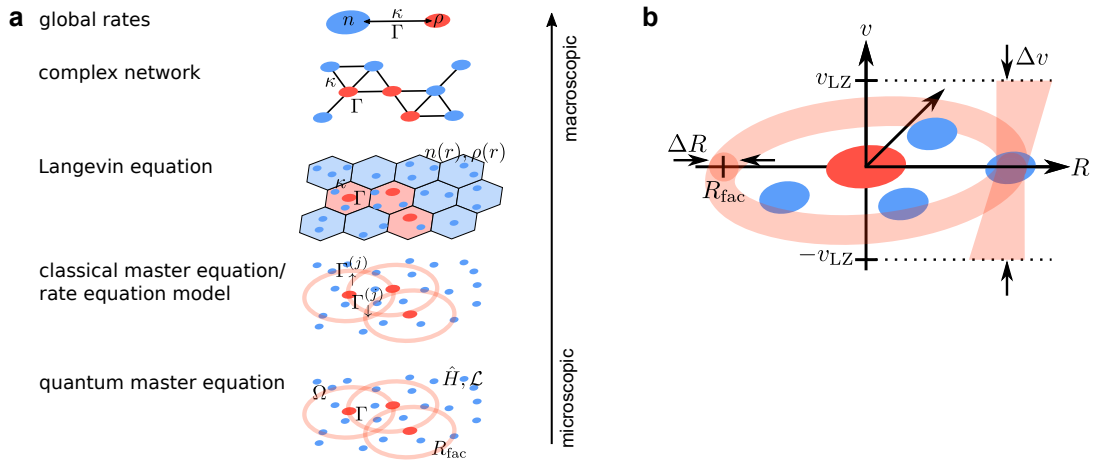 a
global rates
n κ ρ
Γ
complex network
κ
Γ
Langevin equation
n(r), ρ(r)
κ
Γ
classical master equation/
rate equation model
Γ↑^(j)
Γ↓^(j)
quantum master equation
Ĥ, ℒ
Ω
Γ
R_fac
macroscopic
microscopic
b
v
v_LZ
Δv
ΔR
R_fac
R
−v_LZ